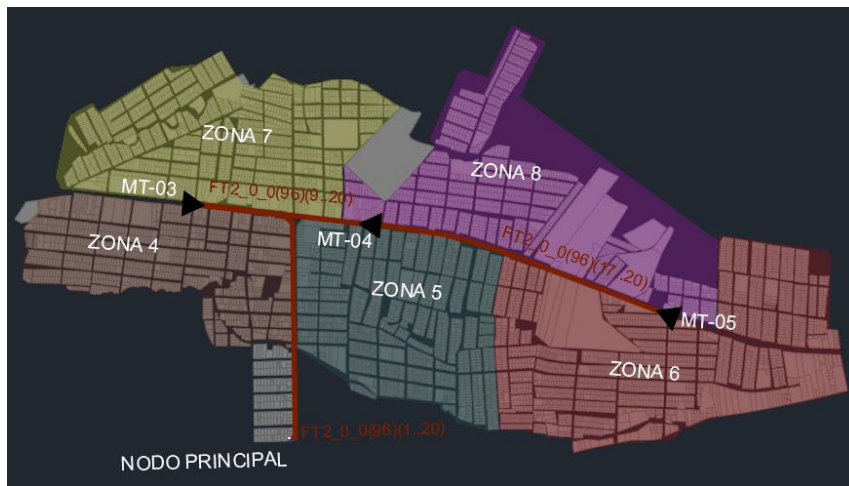 ZONA 7
ZONA 8
MT-03
FT2_0_0(96)(9..20)
ZONA 4
MT-04
FT2_0_0(96)(17..20)
ZONA 5
MT-05
ZONA 6
FT2_0_0(96)(1..20)
NODO PRINCIPAL